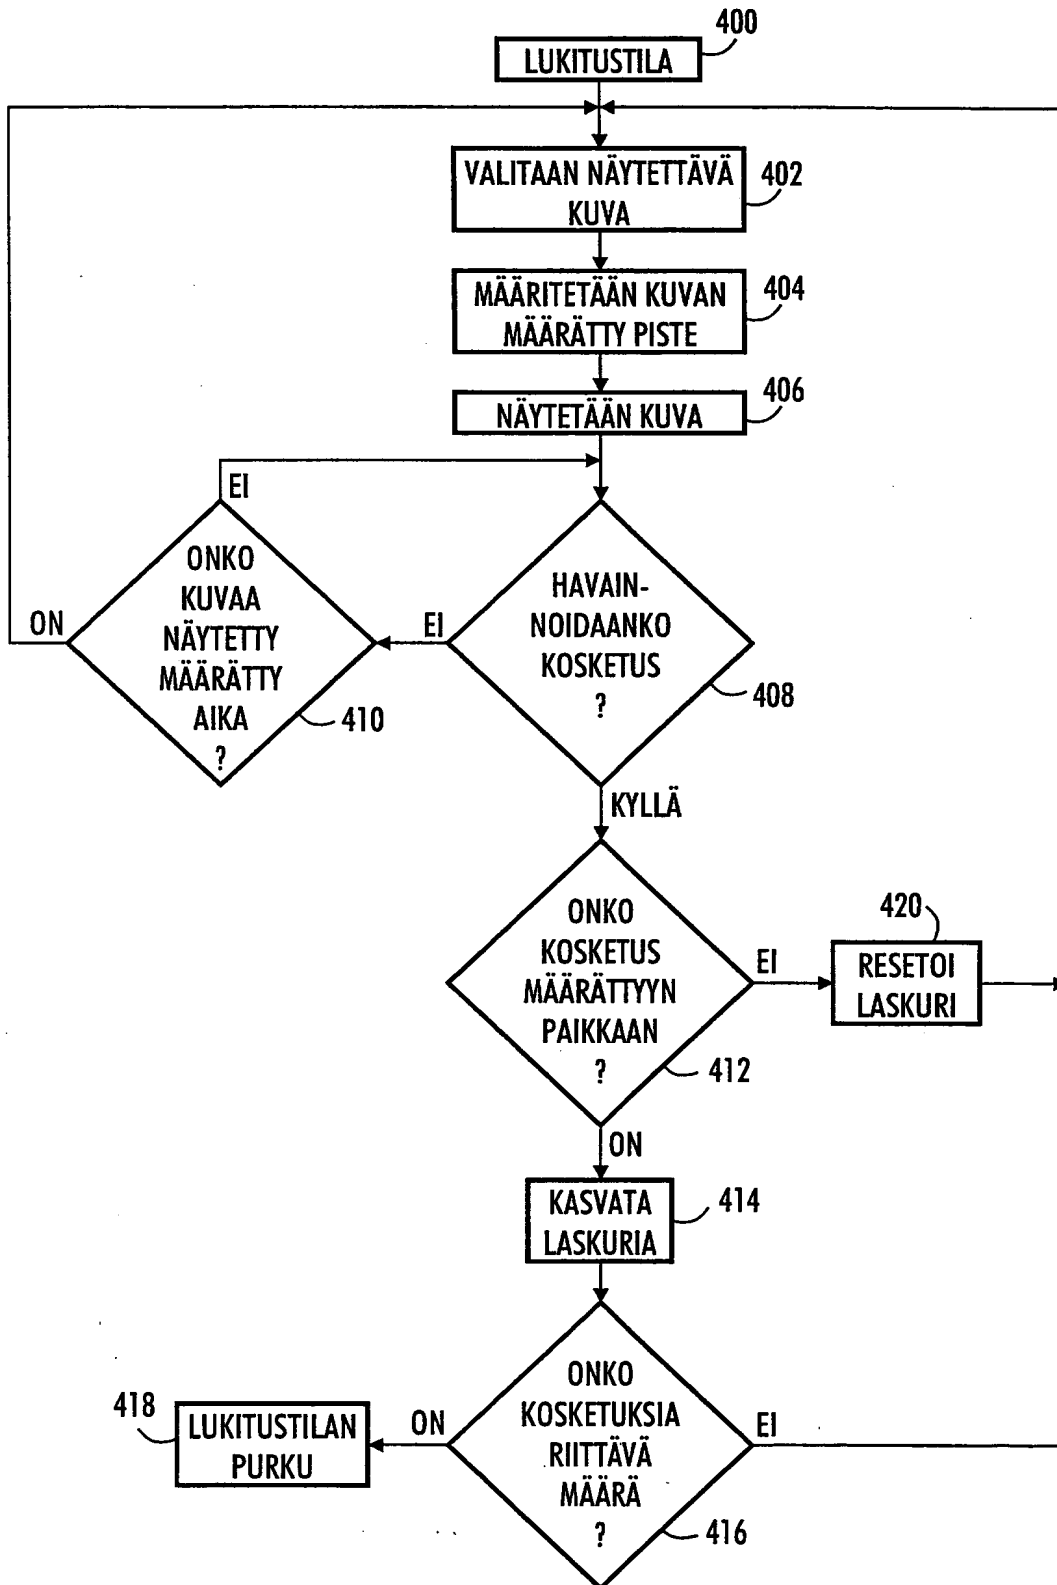 400
LUKITUSTILA
VALITAAN NÄYTETTÄVÄ
KUVA
402
MÄÄRITETÄÄN KUVAN
MÄÄRÄTTY PISTE
404
NÄYTETÄÄN KUVA
406
EI
ONKO
KUVAA
NÄYTETTY
MÄÄRÄTTY
AIKA
?
ON
410
EI
HAVAIN-
NOIDAANKO
KOSKETUS
?
408
KYLLÄ
ONKO
KOSKETUS
MÄÄRÄTTYYN
PAIKKAAN
?
412
EI
420
RESETOI
LASKURI
ON
KASVATA
LASKURIA
414
ONKO
KOSKETUKSIA
RIITTÄVÄ
MÄÄRÄ
?
416
EI
ON
418
LUKITUSTILAN
PURKU